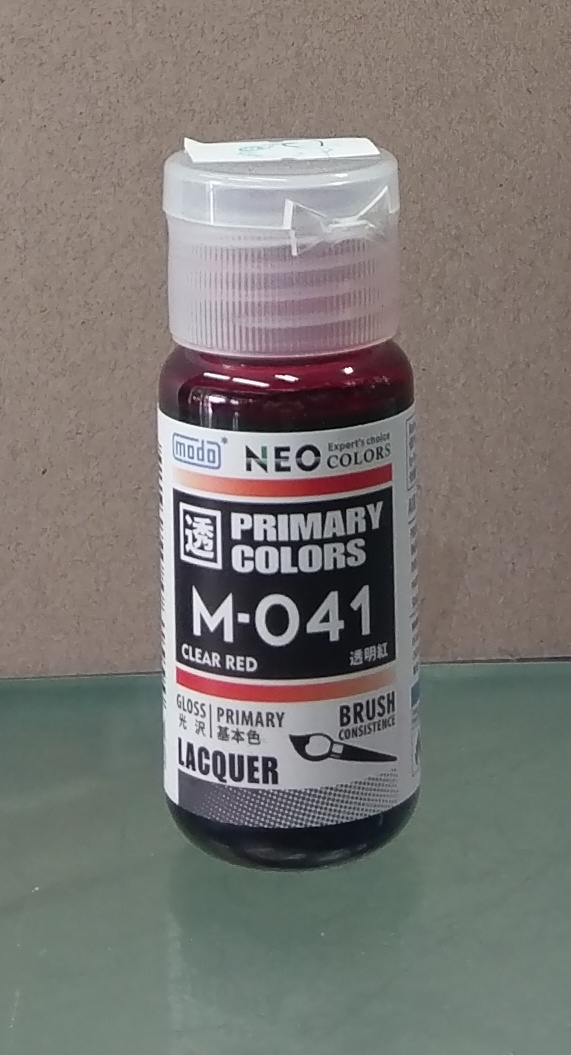 modo*
NEO Expert's choice COLORS
透 PRIMARY COLORS
M-041
CLEAR RED 透明紅
GLOSS 光沢 PRIMARY 基本色
BRUSH CONSISTENCE
LACQUER